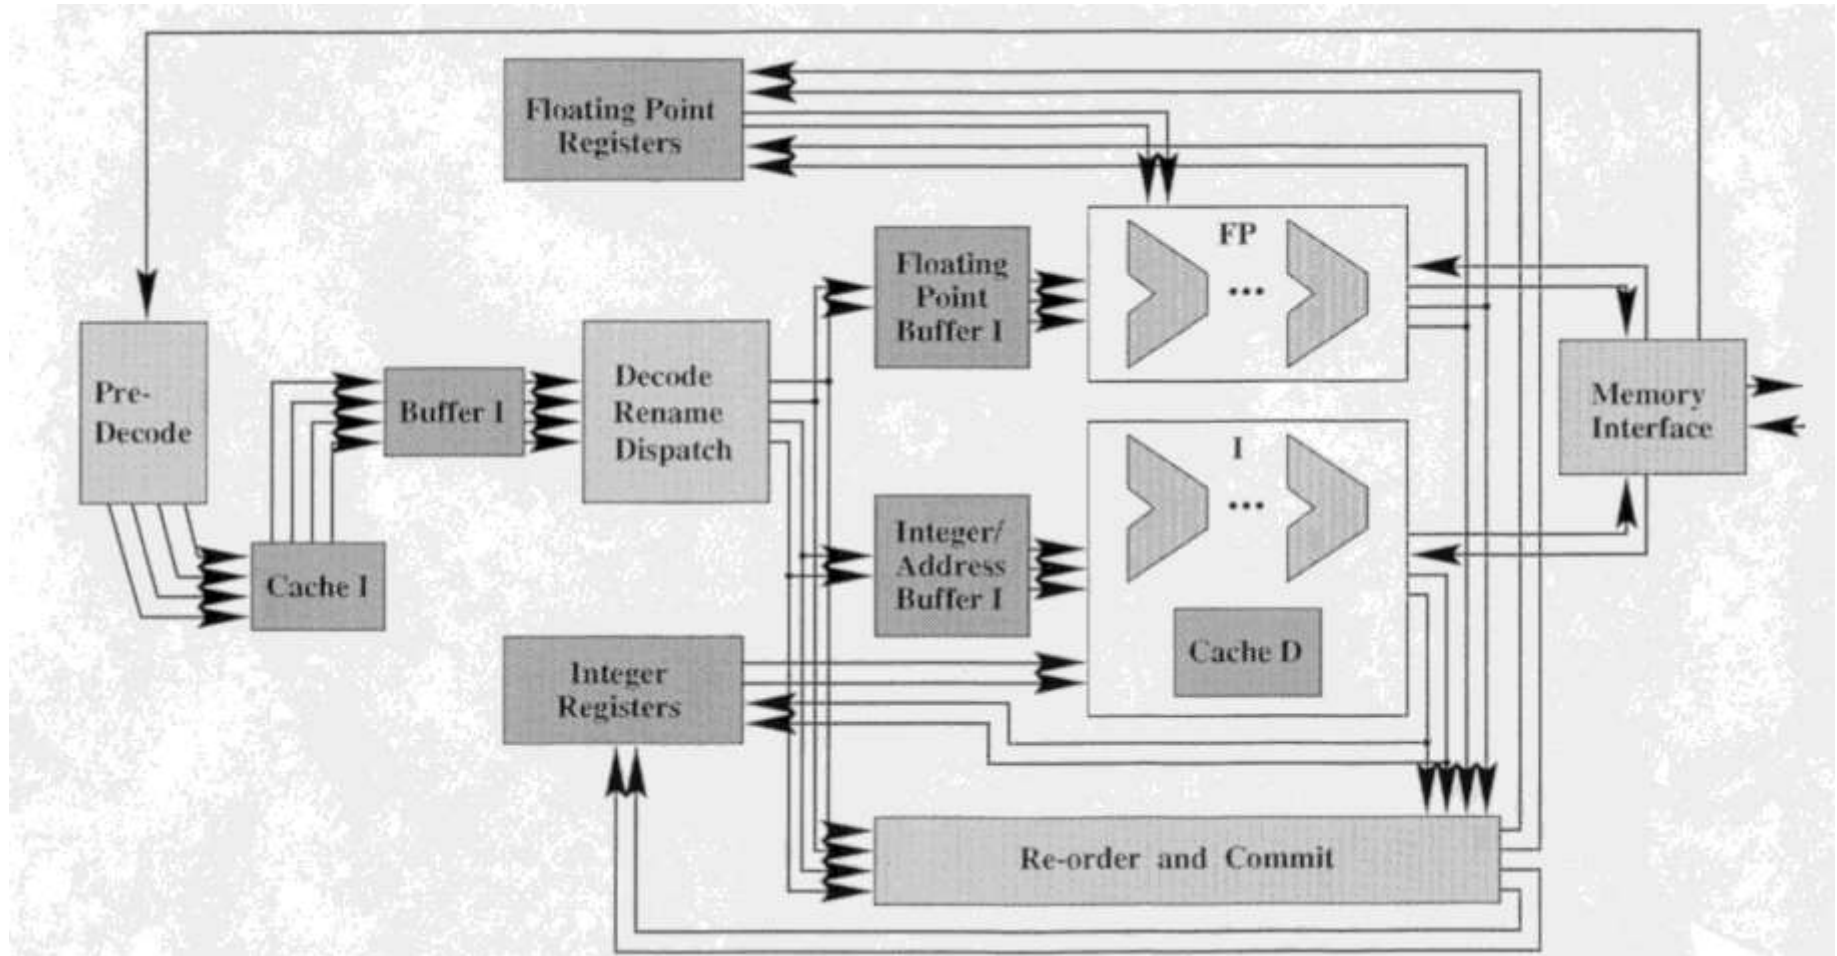 Floating Point
Registers
FP
Floating
Point
Buffer I
Pre-
Decode
Buffer I
Decode
Rename
Dispatch
Memory
Interface
I
Integer/
Address
Buffer I
Cache I
Cache D
Integer
Registers
Re-order and Commit